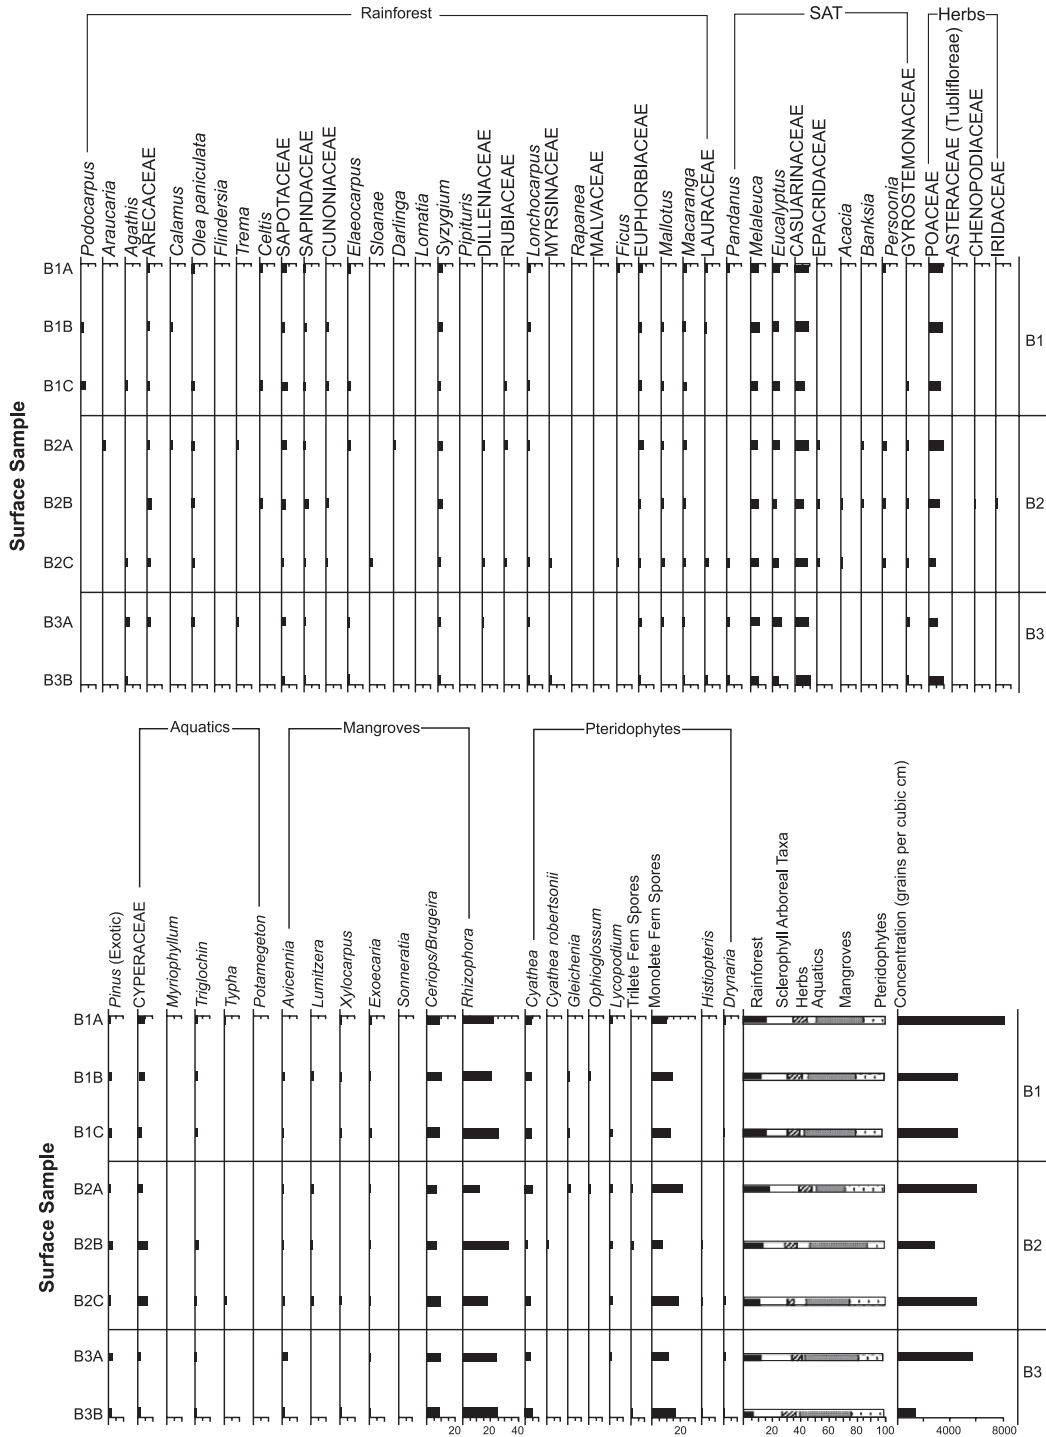 Rainforest
SAT
Herbs
Podocarpus
Araucaria
Agathis
ARECACEAE
Calamus
Olea paniculata
Flindersia
Trema
Celtis
SAPOTACEAE
SAPINDACEAE
CUNONIACEAE
Elaeocarpus
Sloanae
Darlinga
Lomatia
Syzygium
Pipituris
DILLENIACEAE
RUBIACEAE
Lonchocarpus
MYRSINACEAE
Rapanea
MALVACEAE
Ficus
EUPHORBIACEAE
Mallotus
Macaranga
LAURACEAE
Pandanus
Melaleuca
Eucalyptus
CASUARINACEAE
EPACRIDACEAE
Acacia
Banksia
Persoonia
GYROSTEMONACEAE
POACEAE
ASTERACEAE (Tublifloreae)
CHENOPODIACEAE
IRIDACEAE
Surface Sample
B1A
B1B
B1C
B2A
B2B
B2C
B3A
B3B
B1
B2
B3
Aquatics
Mangroves
Pteridophytes
Pinus (Exotic)
CYPERACEAE
Myriophyllum
Triglochin
Typha
Potamegeton
Avicennia
Lumitzera
Xylocarpus
Exoecaria
Sonneratia
Ceriops/Brugeira
Rhizophora
Cyathea
Cyathea robertsonii
Gleichenia
Ophioglossum
Lycopodium
Trilete Fern Spores
Monolete Fern Spores
Histiopteris
Drynaria
Rainforest
Sclerophyll Arboreal Taxa
Herbs
Aquatics
Mangroves
Pteridophytes
Concentration (grains per cubic cm)
Surface Sample
B1A
B1B
B1C
B2A
B2B
B2C
B3A
B3B
B1
B2
B3
20 20 40 20 20 40 60 80 100 4000 8000